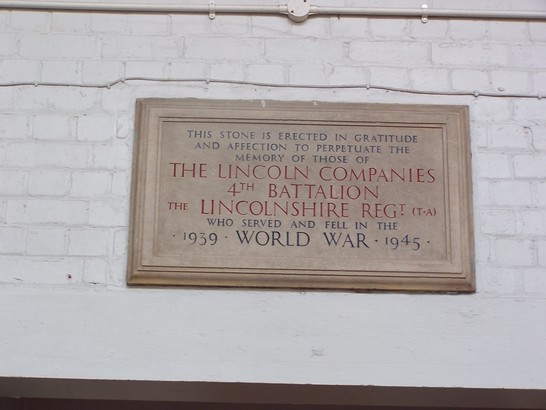 THIS STONE IS ERECTED IN GRATITUDE
AND AFFECTION TO PERPETUATE THE
MEMORY OF THOSE OF
THE LINCOLN COMPANIES
4TH BATTALION
THE LINCOLNSHIRE REGT (T·A)
WHO SERVED AND FELL IN THE
· 1939 · WORLD WAR · 1945 ·